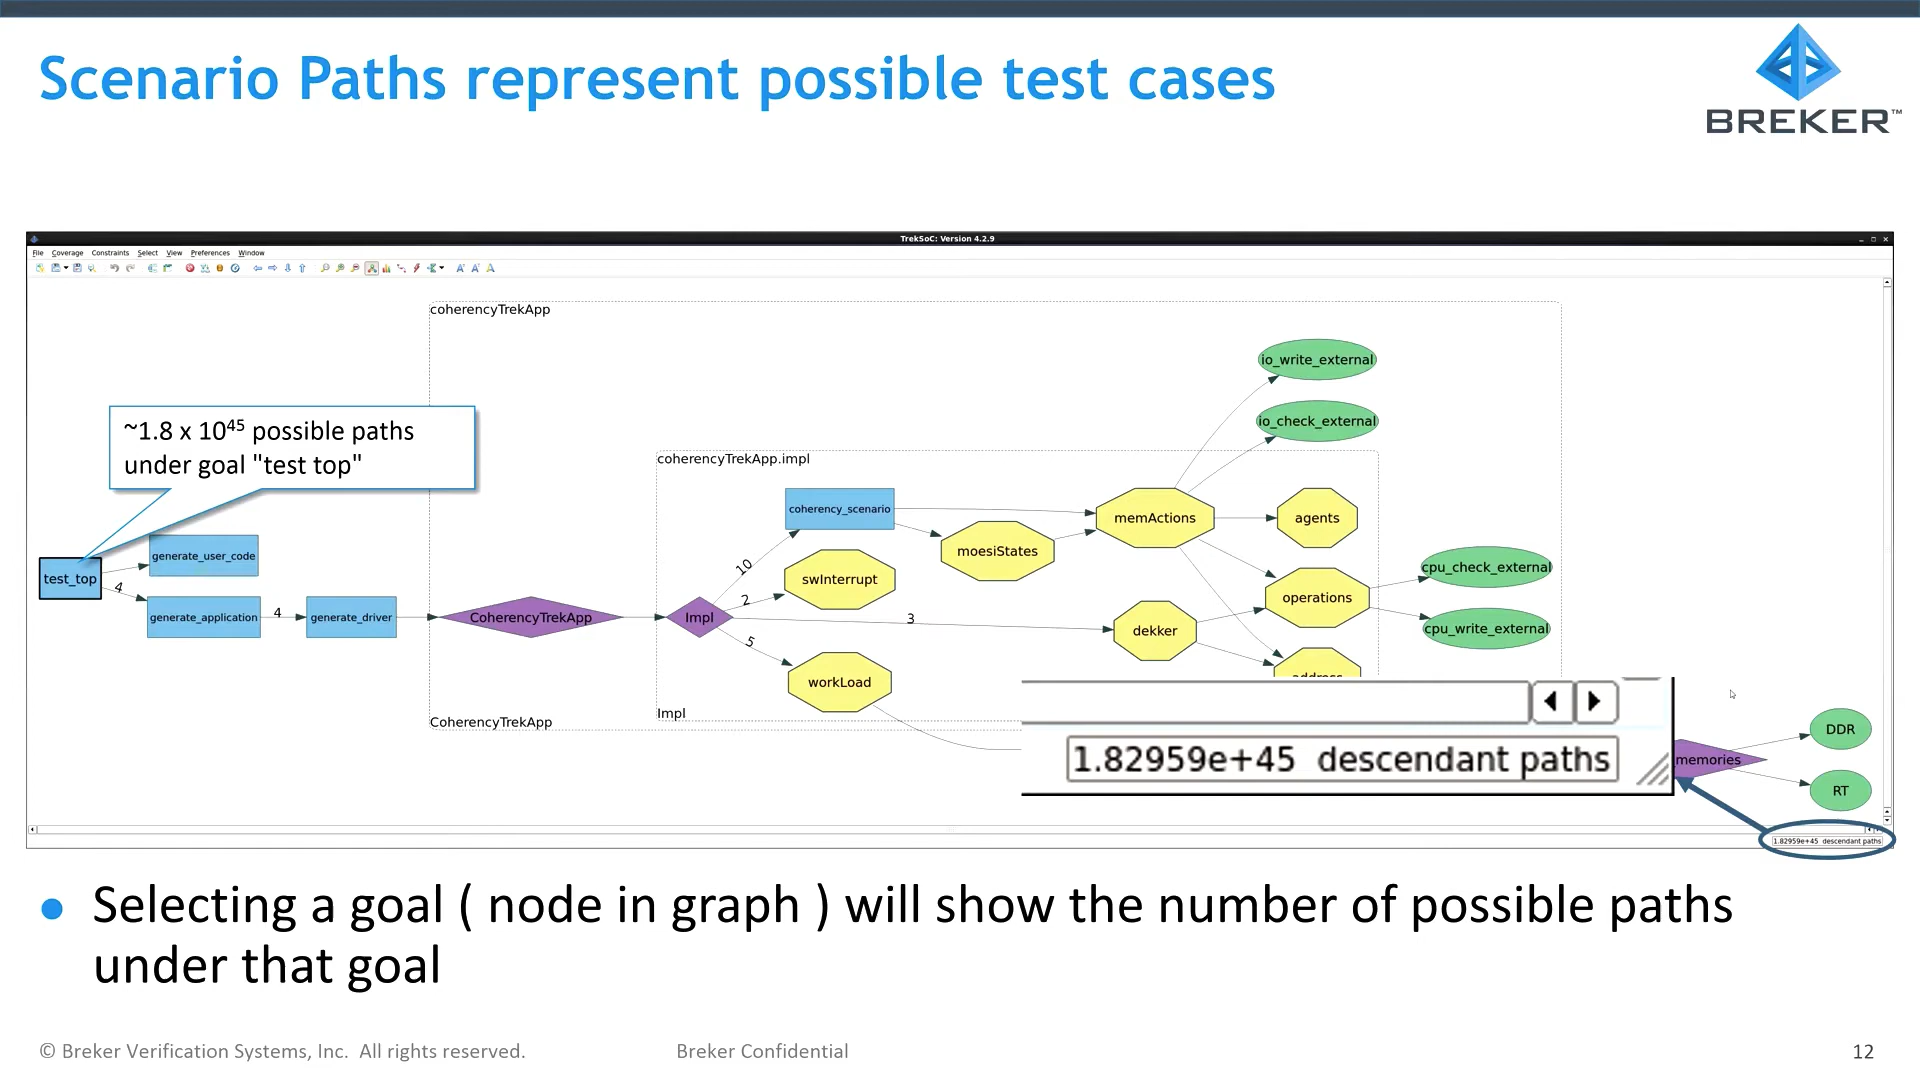 Scenario Paths represent possible test cases
BREKER™
TrekSoC: Version 4.2.9
File Coverage Constraints Select View Preferences Window
coherencyTrekApp
io_write_external
~1.8 x 10⁴⁵ possible paths
under goal "test top"
io_check_external
coherencyTrekApp.impl
coherency_scenario
memActions
agents
moesiStates
generate_user_code
10
swInterrupt
cpu_check_external
test_top
4
2
operations
generate_application
4
generate_driver
CoherencyTrekApp
Impl
3
dekker
cpu_write_external
5
workLoad
address
Impl
CoherencyTrekApp
DDR
1.82959e+45 descendant paths
memories
RT
1.82959e+45 descendant paths
● Selecting a goal ( node in graph ) will show the number of possible paths
under that goal
© Breker Verification Systems, Inc. All rights reserved.
Breker Confidential
12